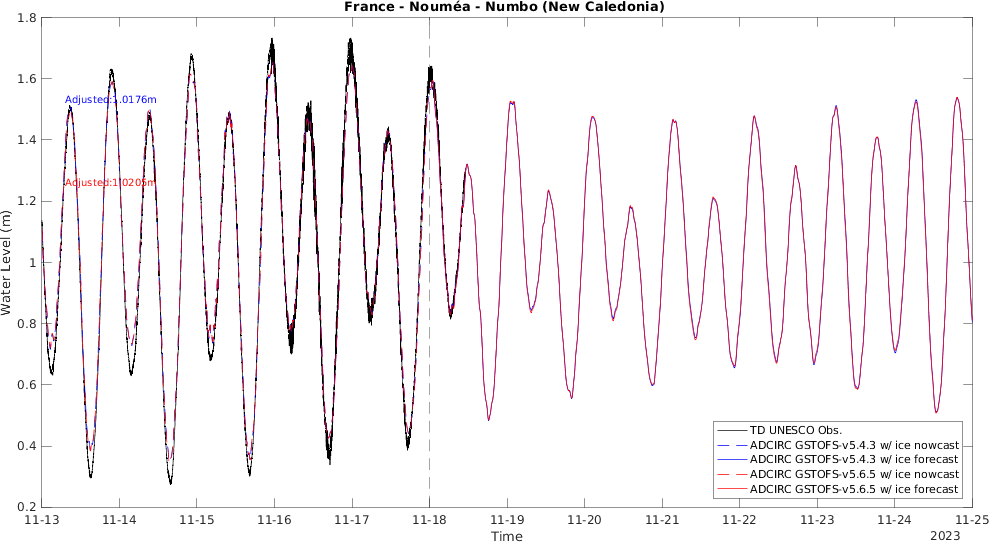 France - Nouméa - Numbo (New Caledonia)
1.8
1.6
1.4
1.2
1
0.8
0.6
0.4
0.2
Water Level (m)
Adjusted:1.0176m
Adjusted:1.0205m
TD UNESCO Obs.
ADCIRC GSTOFS-v5.4.3 w/ ice nowcast
ADCIRC GSTOFS-v5.4.3 w/ ice forecast
ADCIRC GSTOFS-v5.6.5 w/ ice nowcast
ADCIRC GSTOFS-v5.6.5 w/ ice forecast
11-13 11-14 11-15 11-16 11-17 11-18 11-19 11-20 11-21 11-22 11-23 11-24 11-25
Time
2023